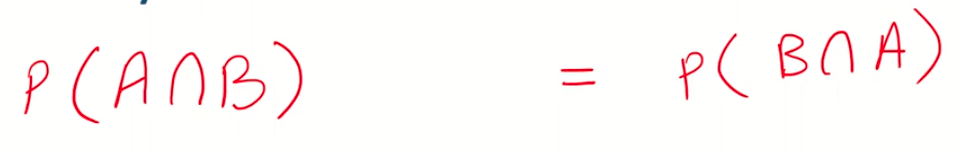 P(A∩B) = P(B∩A)